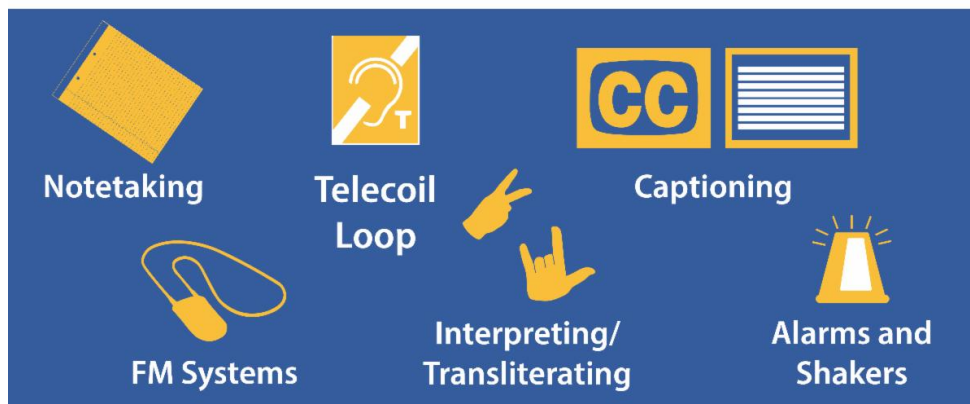 CC
T
Notetaking
Telecoil
Loop
Captioning
FM Systems
Interpreting/
Transliterating
Alarms and
Shakers